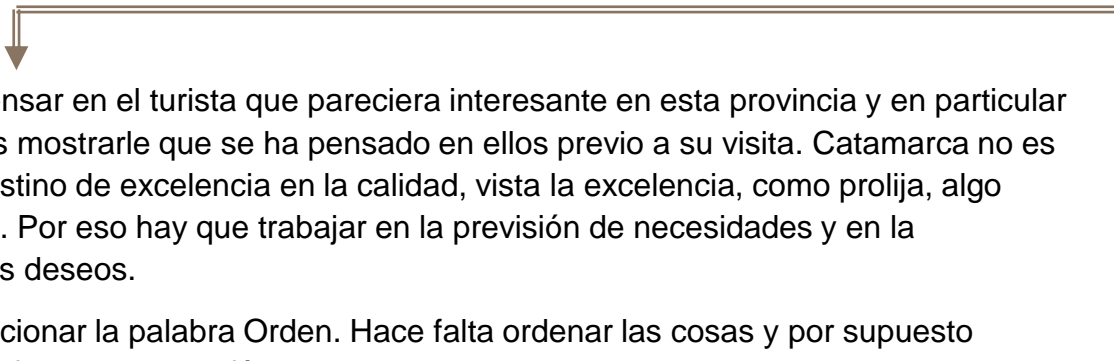 nsar en el turista que pareciera interesante en esta provincia y en particular
s mostrarle que se ha pensado en ellos previo a su visita. Catamarca no es
stino de excelencia en la calidad, vista la excelencia, como prolija, algo
. Por eso hay que trabajar en la previsión de necesidades y en la
s deseos.
cionar la palabra Orden. Hace falta ordenar las cosas y por supuesto